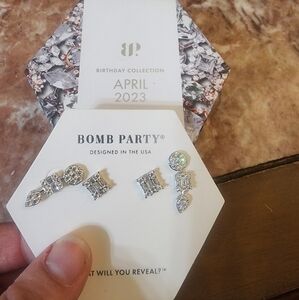 BP
BIRTHDAY COLLECTION
APRIL
2023
BOMB PARTY®
DESIGNED IN THE USA
AT WILL YOU REVEAL?™